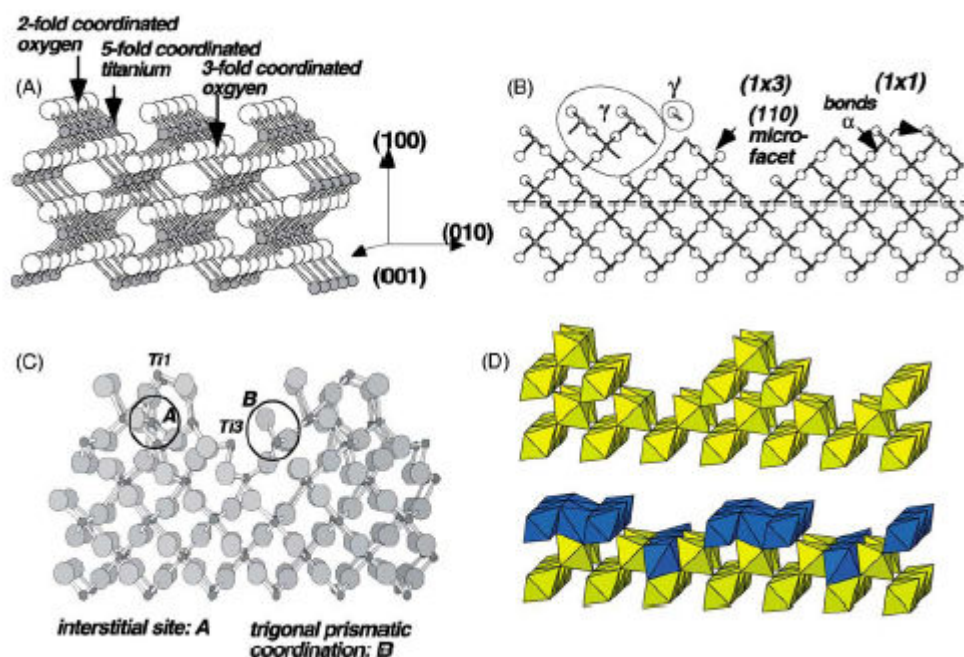 2-fold coordinated
oxygen
5-fold coordinated
titanium
3-fold coordinated
oxgyen
(A)
(100)
(010)
(001)
(B)
γ
γ'
(1x3)
(110)
micro-
facet
bonds
α
(1x1)
(C)
Ti1
A
B
Ti3
interstitial site: A
trigonal prismatic
coordination: B
(D)